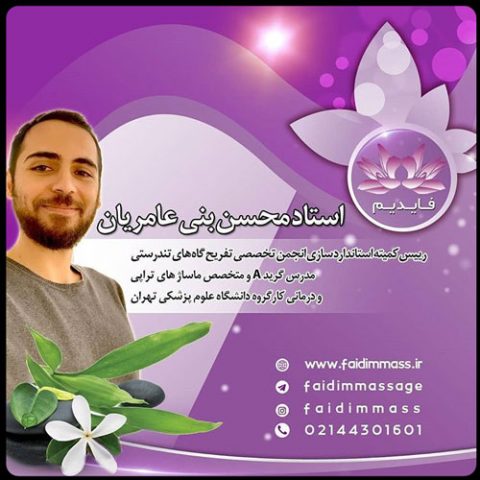 فایدیم
استاد محسن بنی عامریان
رییس کمیته استانداردسازی انجمن تخصصی تفریح گاه‌های تندرستی
مدرس گرید A و متخصص ماساژ های تراپی
و درمانی کارگروه دانشگاه علوم پزشکی تهران
www.faidimmass.ir
faidimmassage
faidimmass
02144301601